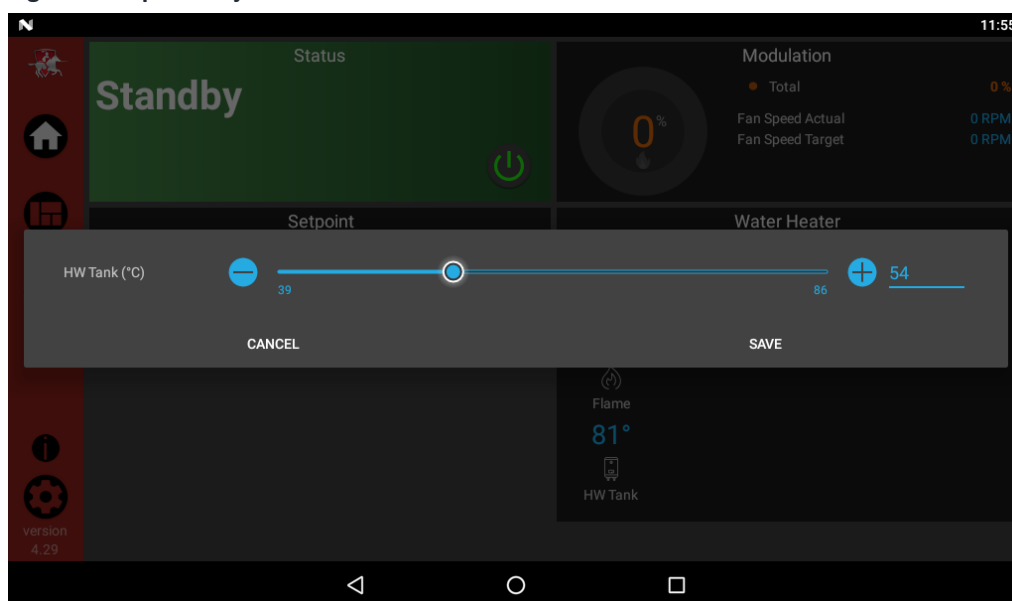 11:55
Status
Standby
Modulation
Total 0 %
0 %
Fan Speed Actual 0 RPM
Fan Speed Target 0 RPM
Setpoint
Water Heater
HW Tank (°C)
39
86
54
CANCEL
SAVE
Flame
81°
HW Tank
version
4.29